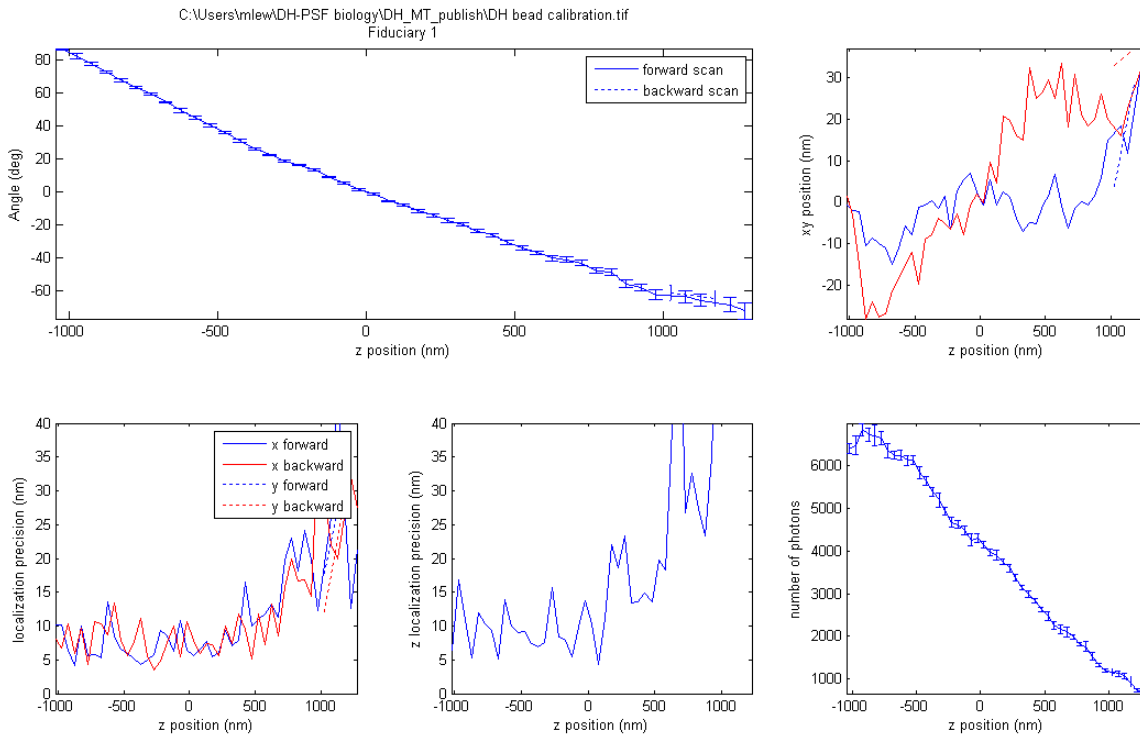 C:\Users\mlew\DH-PSF biology\DH_MT_publish\DH bead calibration.tif
Fiduciary 1
Angle (deg)
80
60
40
20
0
-20
-40
-60
-1000 -500 0 500 1000
z position (nm)
forward scan
backward scan
xy position (nm)
30
20
10
0
-10
-20
-1000 -500 0 500 1000
z position (nm)
localization precision (nm)
40
35
30
25
20
15
10
5
0
-1000 -500 0 500 1000
z position (nm)
x forward
x backward
y forward
y backward
z localization precision (nm)
40
35
30
25
20
15
10
5
0
-1000 -500 0 500 1000
z position (nm)
number of photons
6000
5000
4000
3000
2000
1000
-1000 -500 0 500 1000
z position (nm)